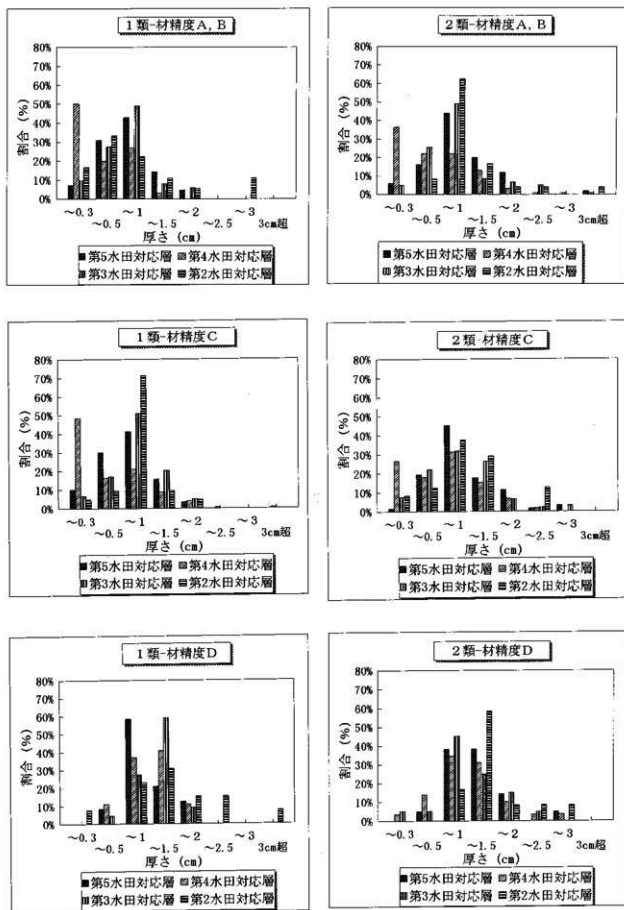 1類-材精度A, B
80%
70%
60%
50%
40%
30%
20%
10%
0%
割合 (%)
~0.3 ~1 ~2 ~3
~0.5 ~1.5 ~2.5 3cm超
厚さ (cm)
■第5水田対応層 第4水田対応層
第3水田対応層 第2水田対応層
2類-材精度A, B
80%
70%
60%
50%
40%
30%
20%
10%
0%
割合 (%)
~0.3 ~1 ~2 ~3
~0.5 ~1.5 ~2.5 3cm超
厚さ (cm)
■第5水田対応層 第4水田対応層
第3水田対応層 第2水田対応層
1類-材精度C
80%
70%
60%
50%
40%
30%
20%
10%
0%
割合 (%)
~0.3 ~1 ~2 ~3
~0.5 ~1.5 ~2.5 3cm超
厚さ (cm)
■第5水田対応層 第4水田対応層
第3水田対応層 第2水田対応層
2類-材精度C
80%
70%
60%
50%
40%
30%
20%
10%
0%
割合 (%)
~0.3 ~1 ~2 ~3
~0.5 ~1.5 ~2.5 3cm超
厚さ (cm)
■第5水田対応層 第4水田対応層
第3水田対応層 第2水田対応層
1類-材精度D
80%
70%
60%
50%
40%
30%
20%
10%
0%
割合 (%)
~0.3 ~1 ~2 ~3
~0.5 ~1.5 ~2.5 3cm超
厚さ (cm)
■第5水田対応層 第4水田対応層
第3水田対応層 第2水田対応層
2類-材精度D
80%
70%
60%
50%
40%
30%
20%
10%
0%
割合 (%)
~0.3 ~1 ~2 ~3
~0.5 ~1.5 ~2.5 3cm超
厚さ (cm)
■第5水田対応層 第4水田対応層
第3水田対応層 第2水田対応層